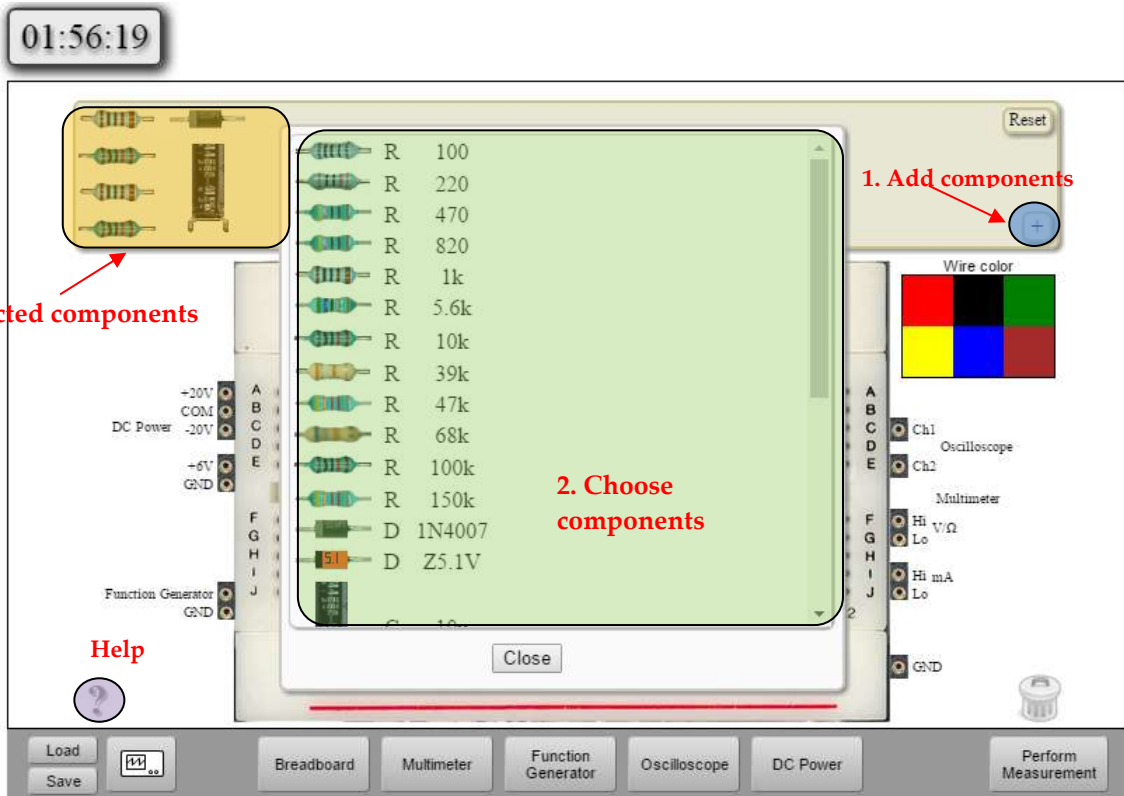 01:56:19
Reset
1. Add components
+
cted components
R 100
R 220
R 470
R 820
R 1k
R 5.6k
R 10k
R 39k
R 47k
R 68k
R 100k
R 150k
D 1N4007
5.1 D Z5.1V
2. Choose
components
Close
Wire color
+20V
COM
DC Power -20V
+6V
GND
Function Generator
GND
A
B
C
D
E
F
G
H
I
J
A
B
C
D
E
F
G
H
I
J
2
Ch1
Oscilloscope
Ch2
Multimeter
Hi V/Ω
Lo
Hi mA
Lo
GND
Help
?
Load
Save
Breadboard
Multimeter
Function
Generator
Oscilloscope
DC Power
Perform
Measurement